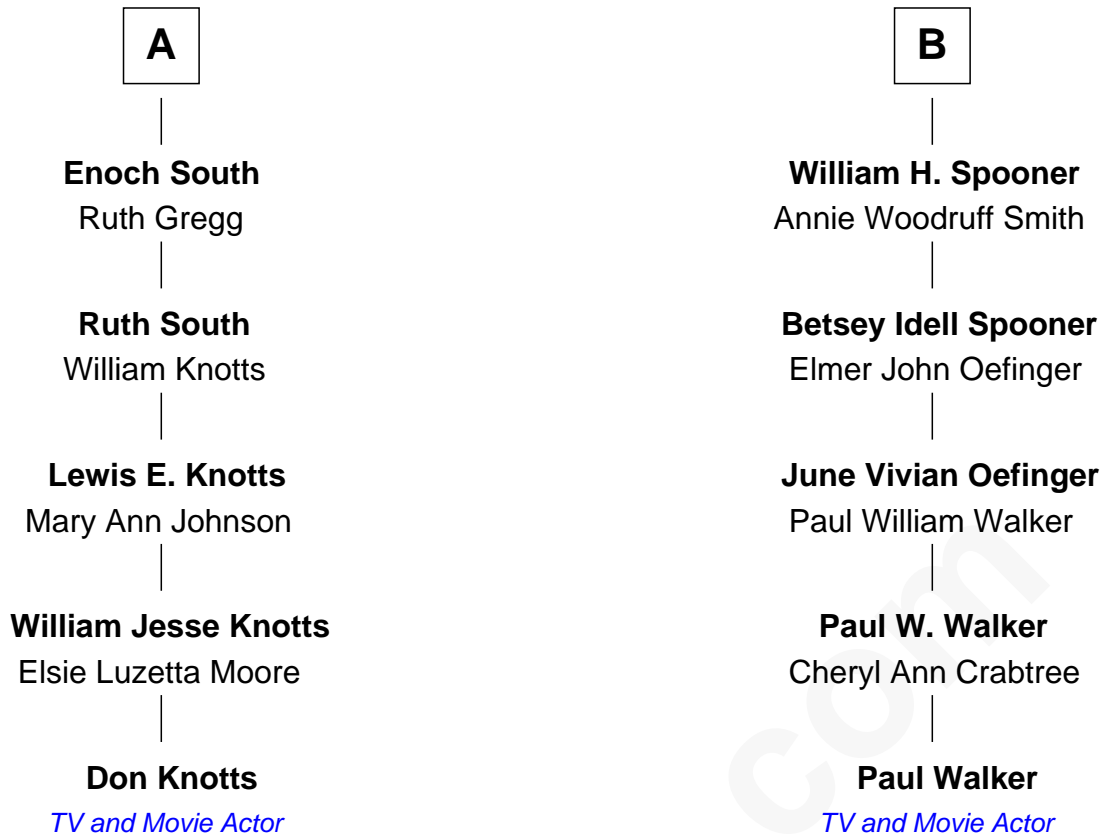 A
B
Enoch South
Ruth Gregg
William H. Spooner
Annie Woodruff Smith
Ruth South
William Knotts
Betsey Idell Spooner
Elmer John Oefinger
Lewis E. Knotts
Mary Ann Johnson
June Vivian Oefinger
Paul William Walker
William Jesse Knotts
Elsie Luzetta Moore
Paul W. Walker
Cheryl Ann Crabtree
Don Knotts
TV and Movie Actor
Paul Walker
TV and Movie Actor
com